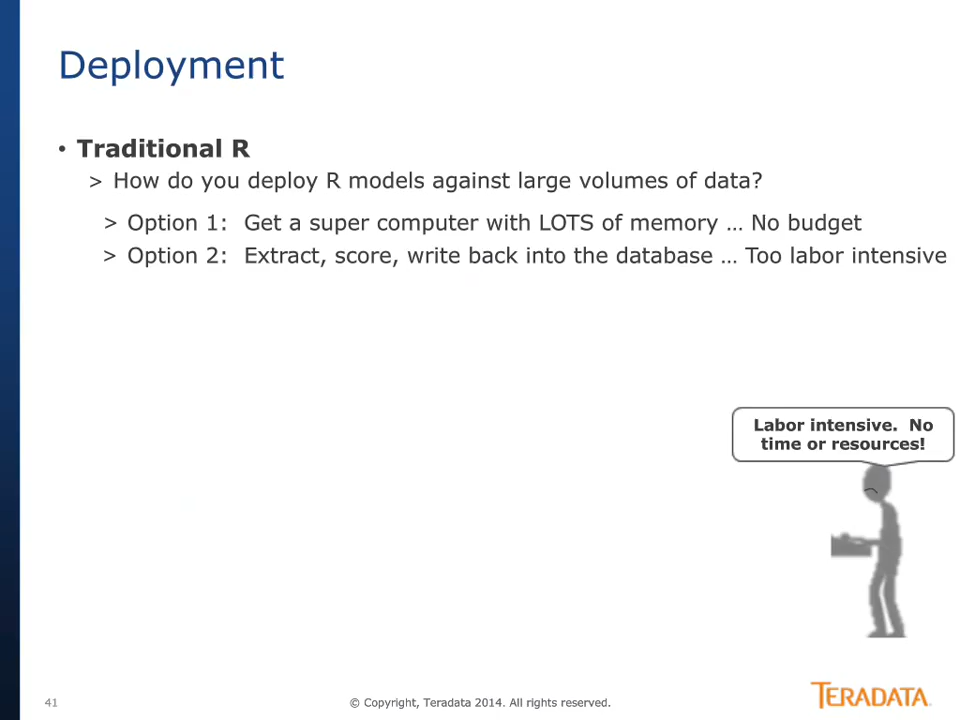 Deployment
• Traditional R
> How do you deploy R models against large volumes of data?
> Option 1: Get a super computer with LOTS of memory … No budget
> Option 2: Extract, score, write back into the database … Too labor intensive
Labor intensive. No
time or resources!
41
© Copyright, Teradata 2014. All rights reserved.
TERADATA.